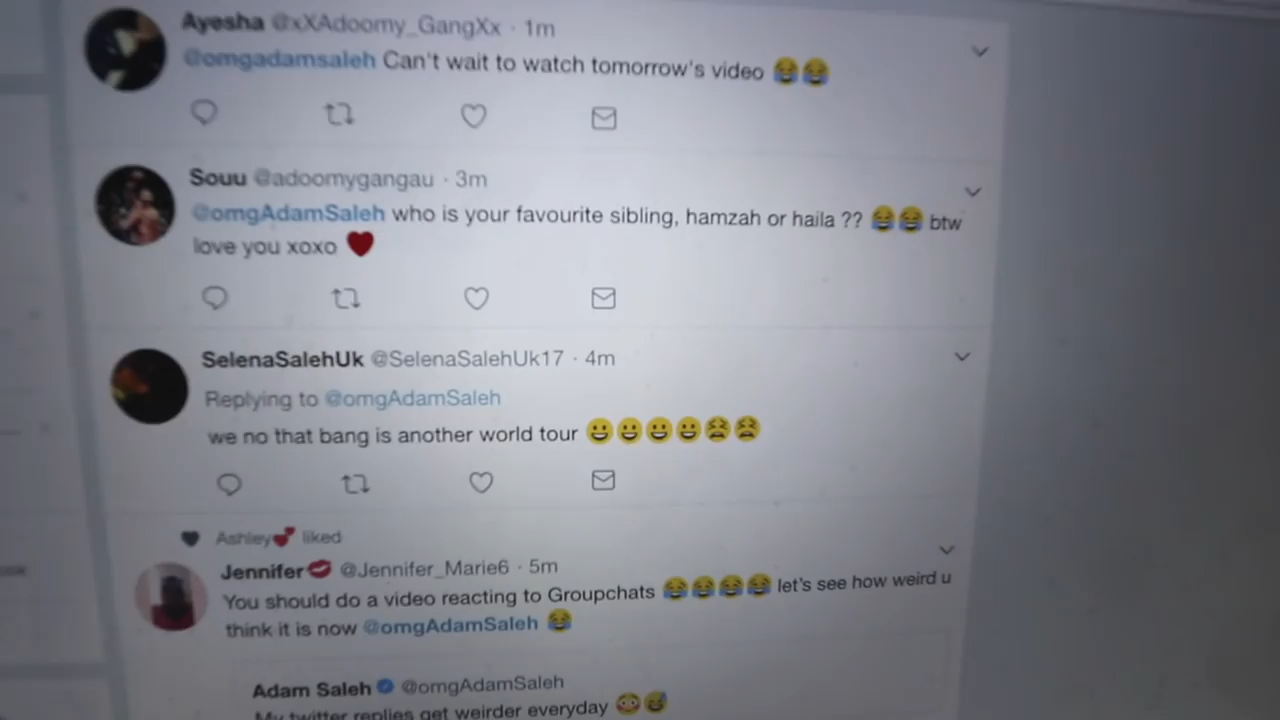 Ayesha @xXAdoomy_GangXx · 1m
@omgadamsaleh Can't wait to watch tomorrow's video 😂😂
Souu @adoomygangau · 3m
@omgAdamSaleh who is your favourite sibling, hamzah or haila ?? 😂😂 btw
love you xoxo ❤️
SelenaSalehUk @SelenaSalehUk17 · 4m
Replying to @omgAdamSaleh
we no that bang is another world tour 😀😀😀😀😫😫
Ashley💕 liked
Jennifer💋 @Jennifer_Marie6 · 5m
You should do a video reacting to Groupchats 😂😂😂😂 let's see how weird u
think it is now @omgAdamSaleh 😂
Adam Saleh @omgAdamSaleh
My twitter replies get weirder everyday 😳😅